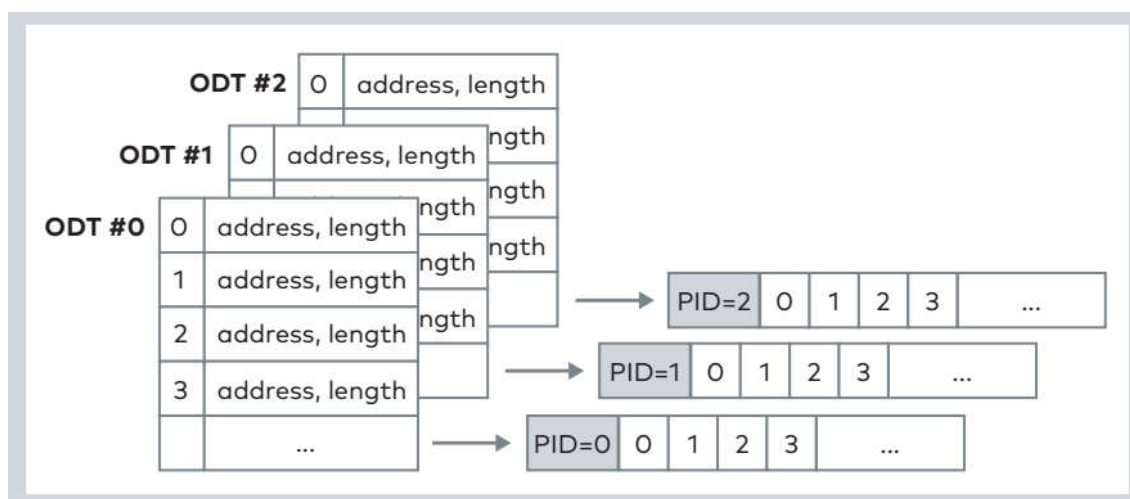 ODT #2 0 address, length
ngth
ODT #1 0 address, length
ngth
ngth
ODT #0 0 address, length
ngth
1 address, length
ngth
2 address, length
ngth
3 address, length
...
PID=2 0 1 2 3 ...
PID=1 0 1 2 3 ...
PID=0 0 1 2 3 ...